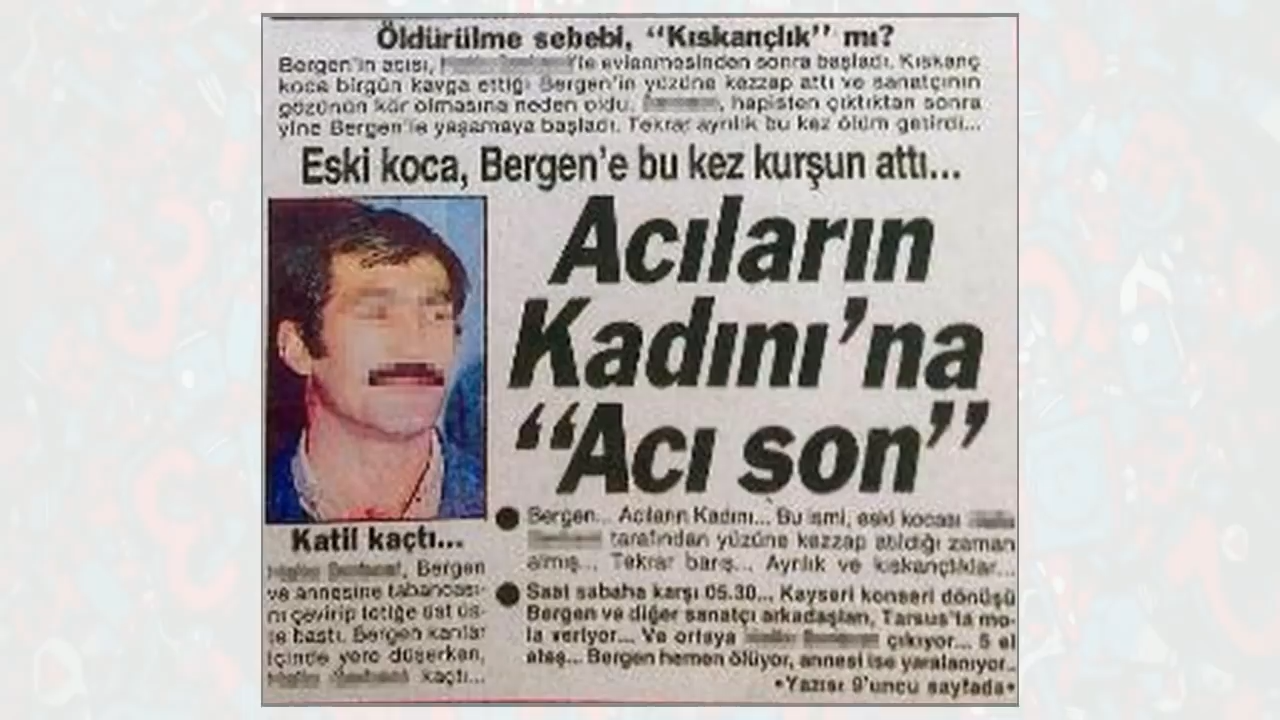 Öldürülme sebebi, “Kıskançlık” mı?
Bergen'in acısı, 'le evlenmesinden sonra başladı. Kıskanç
koca birgün kavga ettiği Bergen'in yüzüne kezzap attı ve sanatçının
gözünün kör olmasına neden oldu. , hapisten çıktıktan sonra
yine Bergen'le yaşamaya başladı. Tekrar ayrılık bu kez ölüm getirdi...
Eski koca, Bergen'e bu kez kurşun attı...
Acıların
Kadını'na
“Acı son”
Katil kaçtı...
, Bergen
ve annesine tabancası-
nı çevirip tetiğe üst üs-
te bastı. Bergen kanlar
içinde yere düşerken,
kaçtı...
● Bergen... Acıların Kadını... Bu ismi, eski kocası
tarafından yüzüne kezzap atıldığı zaman
almış... Tekrar barış... Ayrılık ve kıskançlıklar...
● Saat sabaha karşı 05.30... Kayseri konseri dönüşü
Bergen ve diğer sanatçı arkadaşları, Tarsus'ta mo-
la veriyor... Ve ortaya çıkıyor... 5 el
ateş... Bergen hemen ölüyor, annesi ise yaralanıyor..
•Yazısı 9'uncu sayfada•